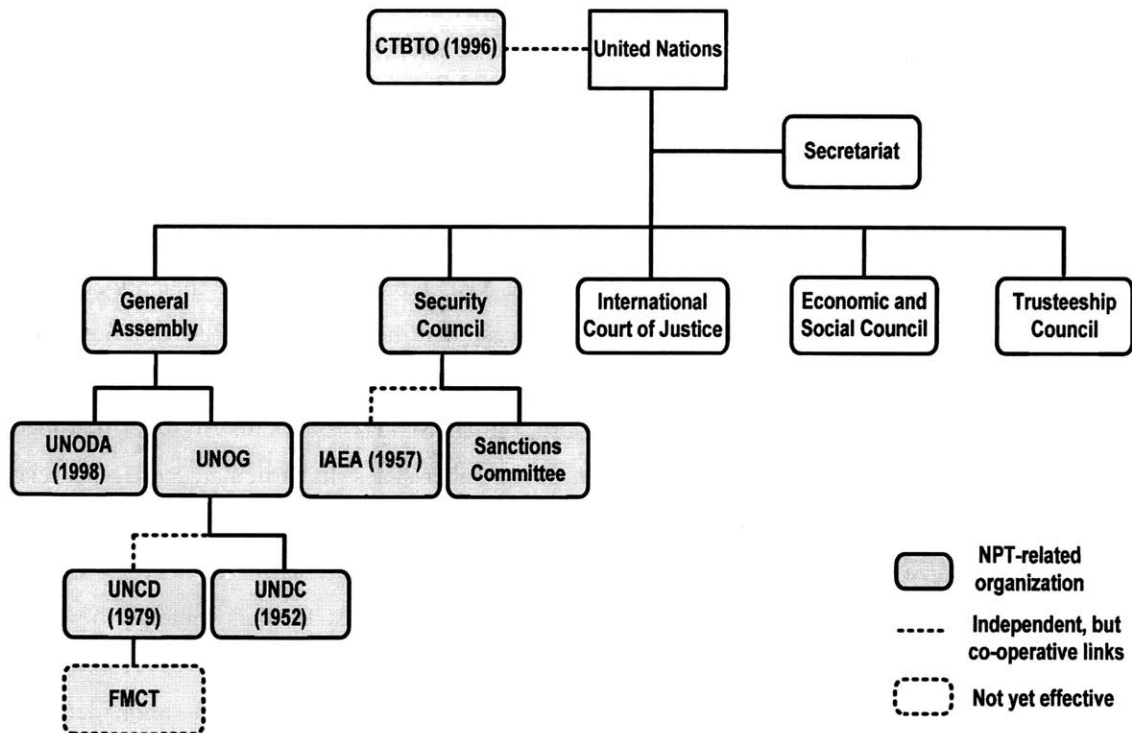 CTBTO (1996)
United Nations
Secretariat
General
Assembly
Security
Council
International
Court of Justice
Economic and
Social Council
Trusteeship
Council
UNODA
(1998)
UNOG
IAEA (1957)
Sanctions
Committee
UNCD
(1979)
UNDC
(1952)
FMCT
NPT-related
organization
Independent, but
co-operative links
Not yet effective